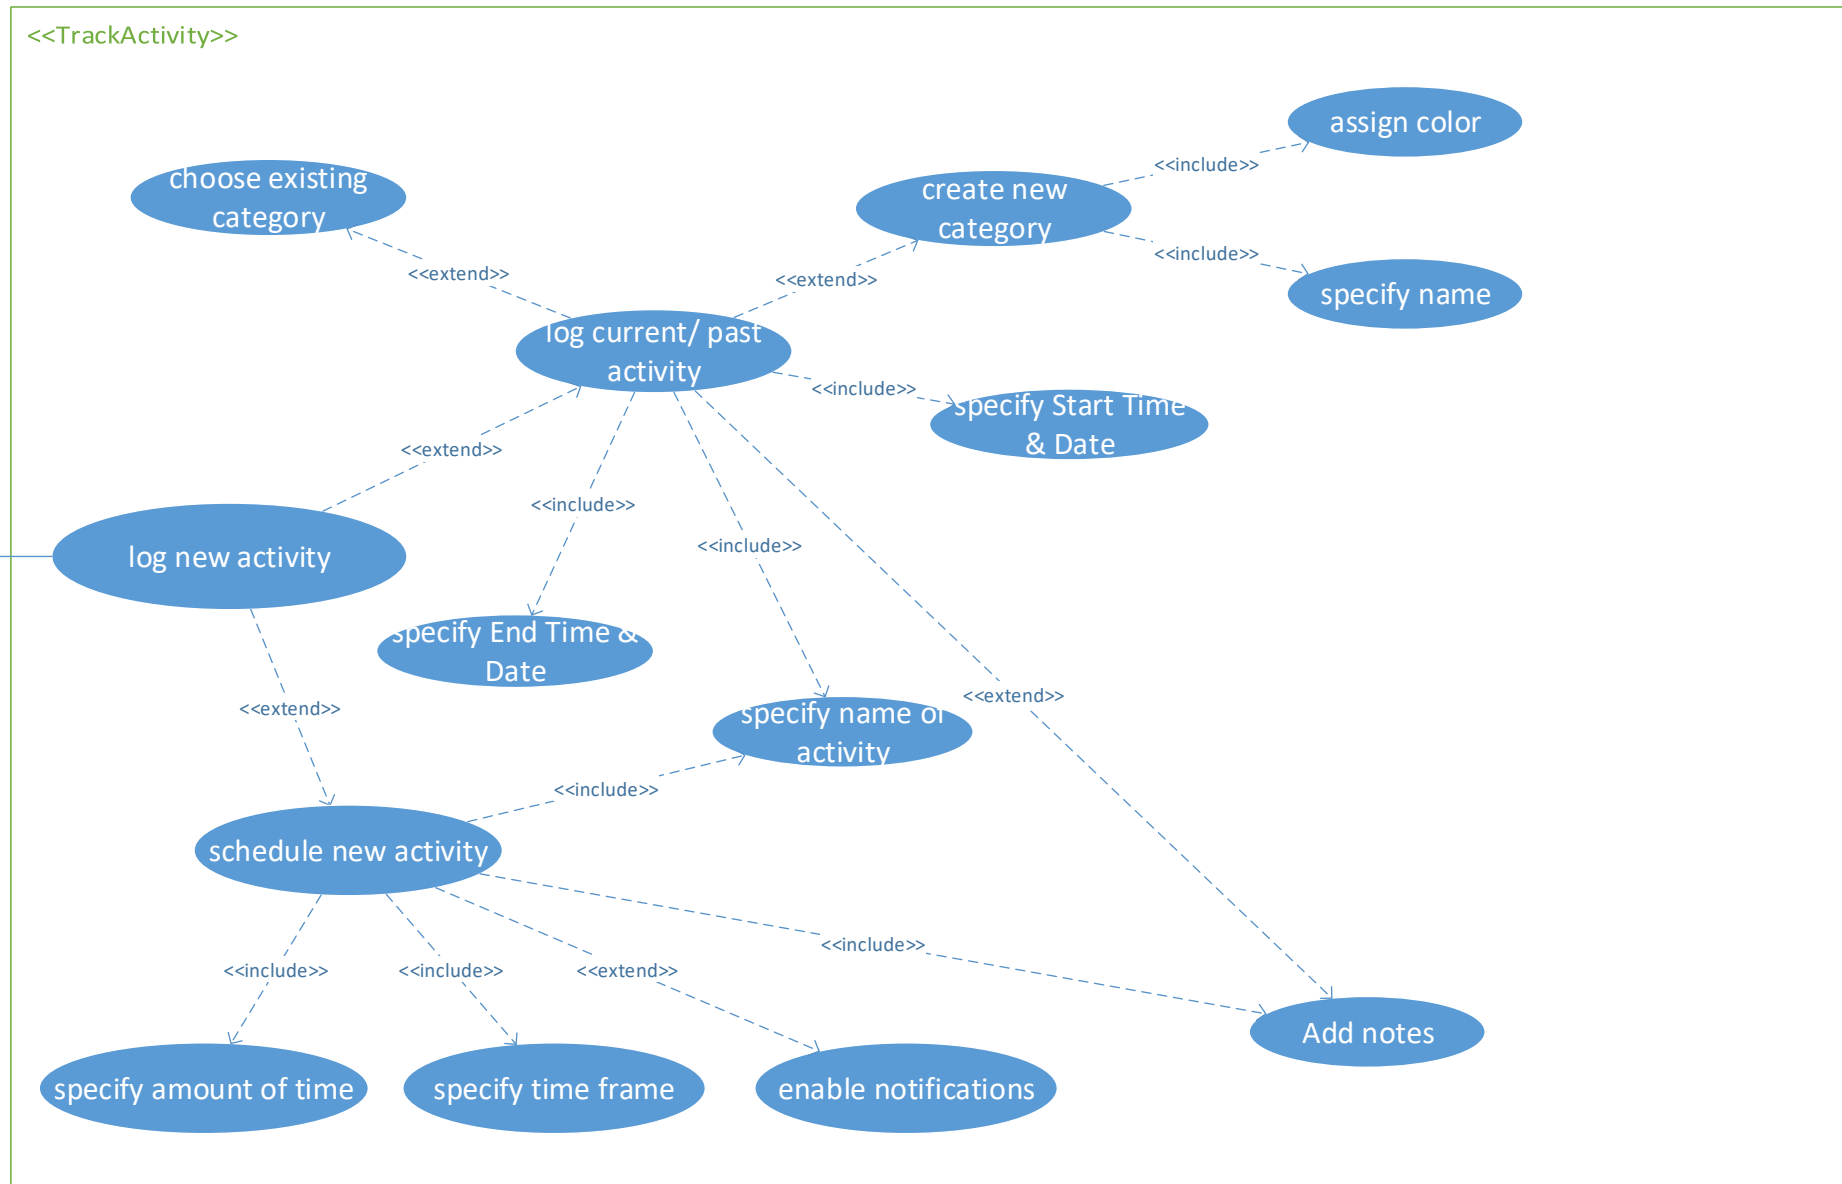 <<TrackActivity>>
assign color
<<include>>
choose existing
category
create new
category
<<include>>
<<extend>>
<<extend>>
specify name
log current/ past
activity
<<include>>
specify Start Time
& Date
<<extend>>
<<include>>
<<include>>
log new activity
specify End Time &
Date
<<extend>>
<<extend>>
specify name of
activity
<<include>>
schedule new activity
<<include>>
<<include>>
<<include>>
<<extend>>
Add notes
specify amount of time
specify time frame
enable notifications